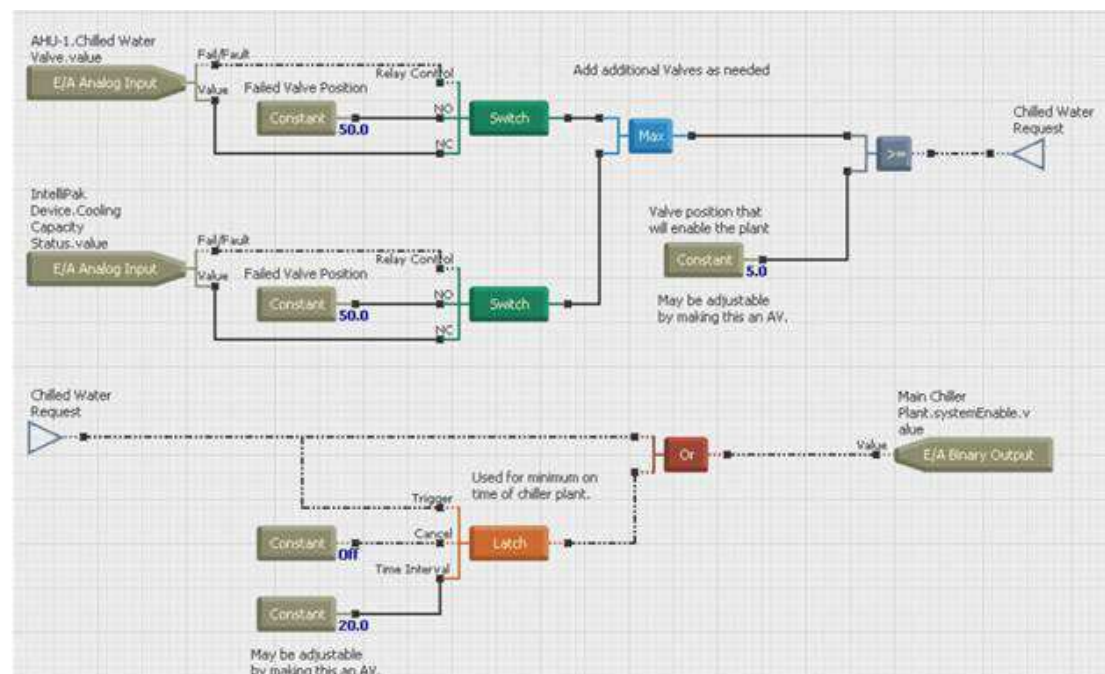 AHU-1.Chilled Water
Valve.value
E/A Analog Input
Fail/Fault
Value
Relay Control
Failed Valve Position
Constant
50.0
NO
NC
Switch
Add additional Valves as needed
Max
>=
Chilled Water
Request
IntelliPak
Device.Cooling
Capacity
Status.value
E/A Analog Input
Fail/Fault
Value
Relay Control
Failed Valve Position
Constant
50.0
NO
NC
Switch
Valve position that
will enable the plant
Constant
5.0
May be adjustable
by making this an AV.
Chilled Water
Request
Used for minimum on
time of chiller plant.
Trigger
Constant
Off
Cancel
Latch
Time Interval
Constant
20.0
May be adjustable
by making this an AV.
Or
Main Chiller
Plant.systemEnable.v
alue
Value
E/A Binary Output